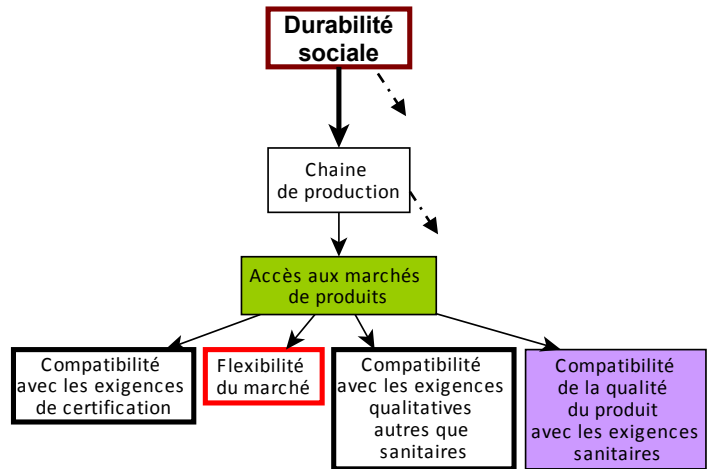 Durabilité
sociale
Chaine
de production
Accès aux marchés
de produits
Compatibilité
avec les exigences
de certification
Flexibilité
du marché
Compatibilité
avec les exigences
qualitatives
autres que
sanitaires
Compatibilité
de la qualité
du produit
avec les exigences
sanitaires